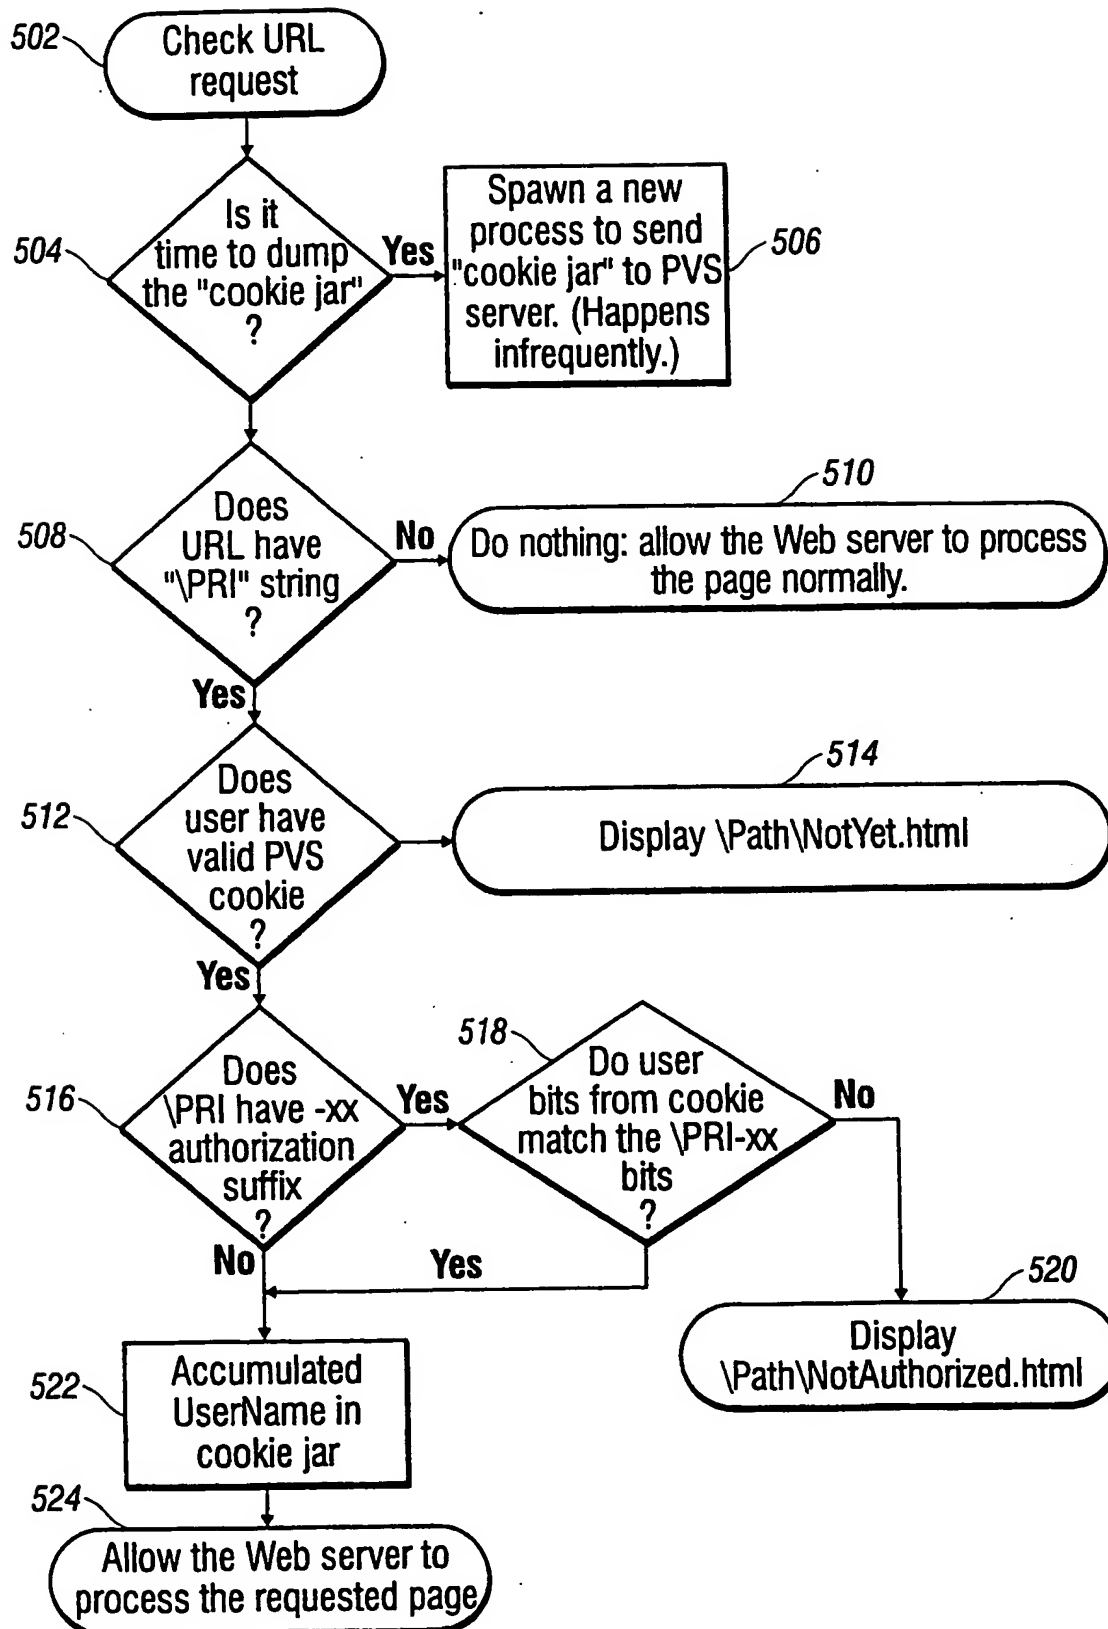 502
Check URL
request
504
Is it
time to dump
the "cookie jar"
?
Yes
Spawn a new
process to send
"cookie jar" to PVS
server. (Happens
infrequently.)
506
508
Does
URL have
"\PRI" string
?
No
510
Do nothing: allow the Web server to process
the page normally.
Yes
512
Does
user have
valid PVS
cookie
?
514
Display \Path\NotYet.html
Yes
516
Does
\PRI have -xx
authorization
suffix
?
Yes
518
Do user
bits from cookie
match the \PRI-xx
bits
?
No
No
Yes
520
Display
\Path\NotAuthorized.html
522
Accumulated
UserName in
cookie jar
524
Allow the Web server to
process the requested page